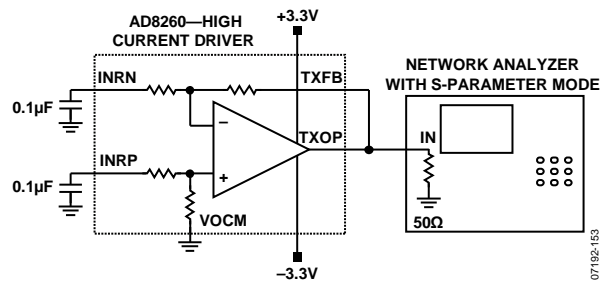 AD8260—HIGH
CURRENT DRIVER
+3.3V
NETWORK ANALYZER
WITH S-PARAMETER MODE
INRN
TXFB
0.1µF
–
TXOP
IN
INRP
+
0.1µF
VOCM
50Ω
–3.3V
07192-153